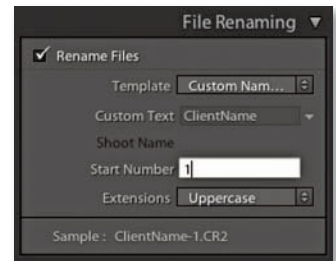 File Renaming
Rename Files
Template Custom Nam...
Custom Text ClientName
Shoot Name
Start Number 1
Extensions Uppercase
Sample : ClientName-1.CR2